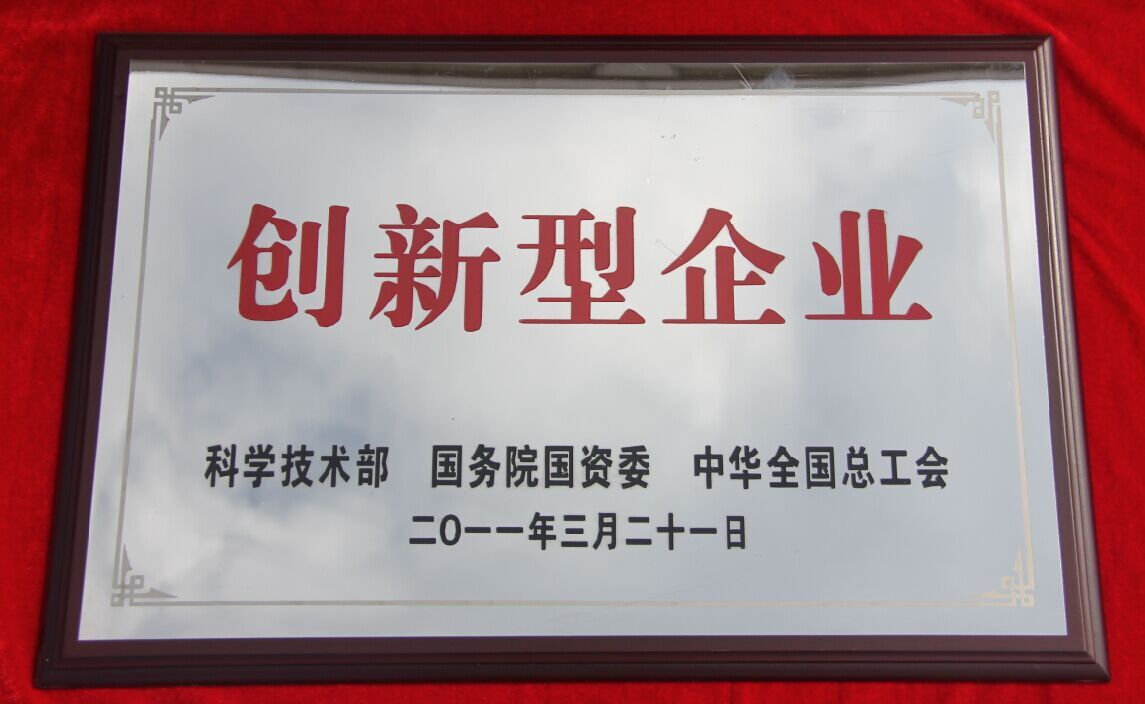 创新型企业
科学技术部 国务院国资委 中华全国总工会
二〇一一年三月二十一日